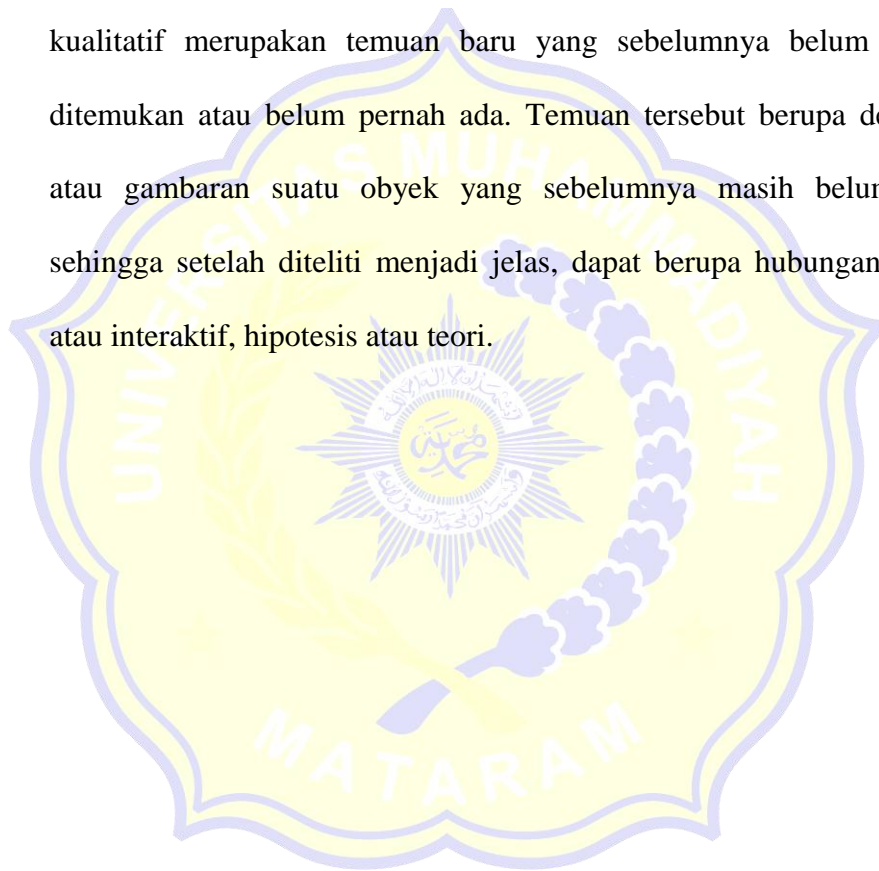 kualitatif merupakan temuan baru yang sebelumnya belum
ditemukan atau belum pernah ada. Temuan tersebut berupa de
atau gambaran suatu obyek yang sebelumnya masih belu
sehingga setelah diteliti menjadi jelas, dapat berupa hubungan
atau interaktif, hipotesis atau teori.
UNIVERSITAS MUHAMMADIYAH
MATARAM